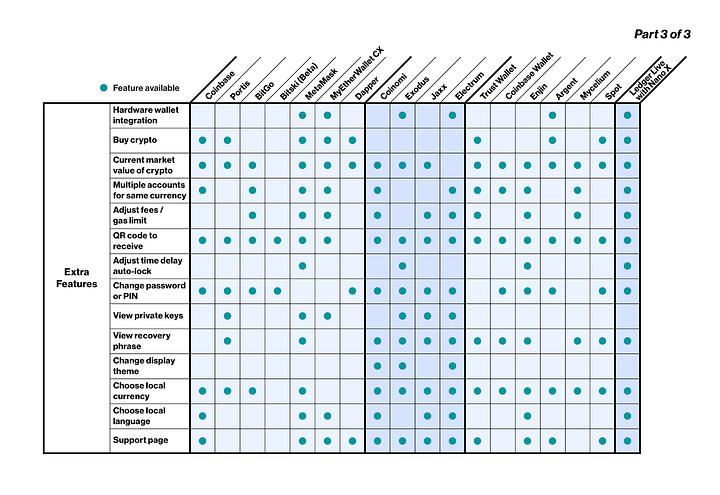 Part 3 of 3
Feature available
Coinbase
Portis
BitGo
Bitski (Beta)
MetaMask
MyEtherWallet CX
Dapper
Coinomi
Exodus
Jaxx
Electrum
Trust Wallet
Coinbase Wallet
Enjin
Argent
Mycelium
Spot
Ledger Live
with Nano X
Extra
Features
Hardware wallet
integration
Buy crypto
Current market
value of crypto
Multiple accounts
for same currency
Adjust fees /
gas limit
QR code to
receive
Adjust time delay
auto-lock
Change password
or PIN
View private keys
View recovery
phrase
Change display
theme
Choose local
currency
Choose local
language
Support page